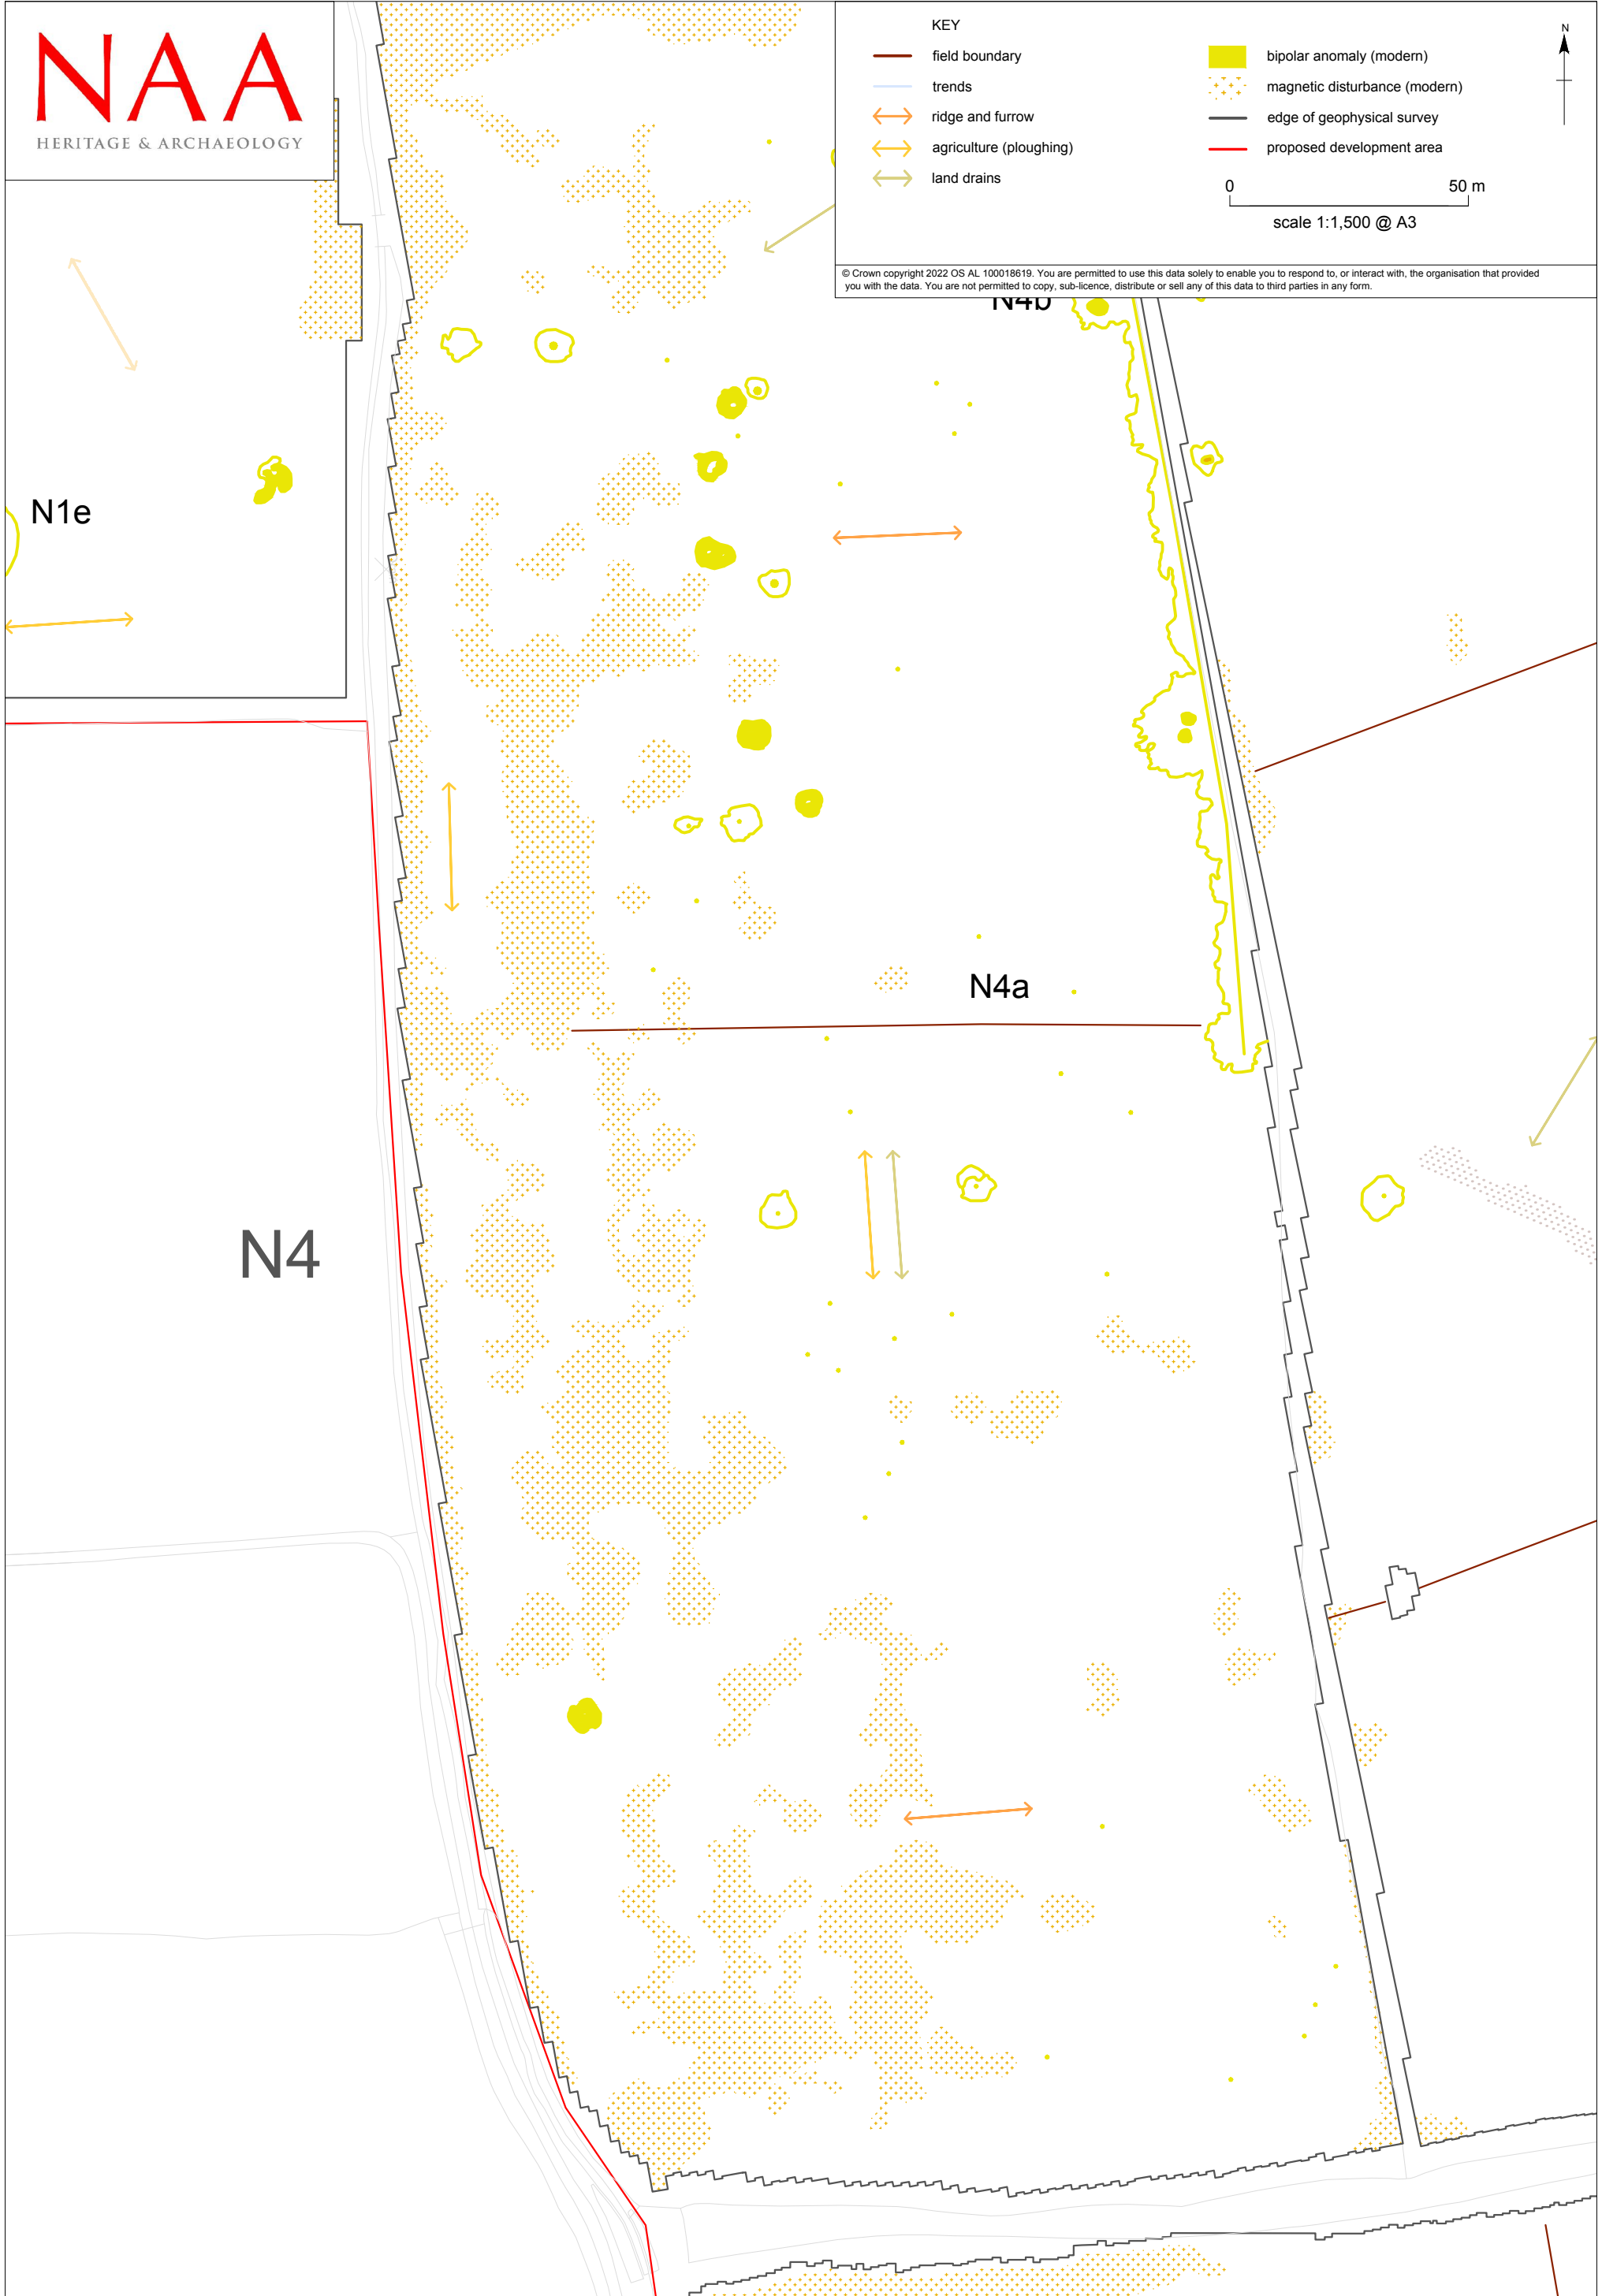 NAA
HERITAGE & ARCHAEOLOGY
KEY
field boundary
trends
ridge and furrow
agriculture (ploughing)
land drains
bipolar anomaly (modern)
magnetic disturbance (modern)
edge of geophysical survey
proposed development area
N
0 50 m
scale 1:1,500 @ A3
© Crown copyright 2022 OS AL 100018619. You are permitted to use this data solely to enable you to respond to, or interact with, the organisation that provided
you with the data. You are not permitted to copy, sub-licence, distribute or sell any of this data to third parties in any form.
N4b
N1e
N4a
N4